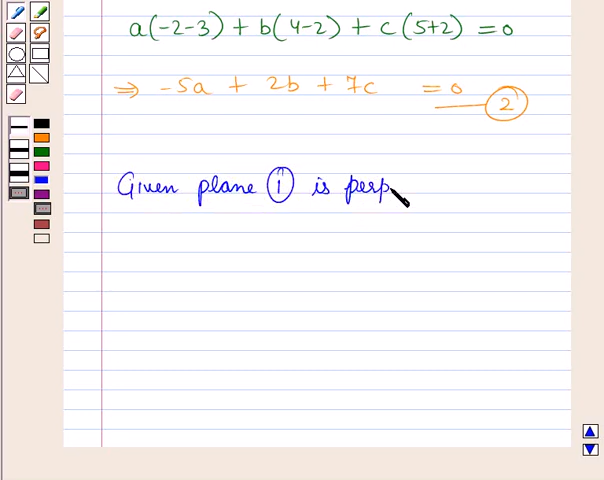 a(-2-3) + b(4-2) + c(5+2) = 0
⇒ -5a + 2b + 7c = 0 — ②
Given plane ① is perp